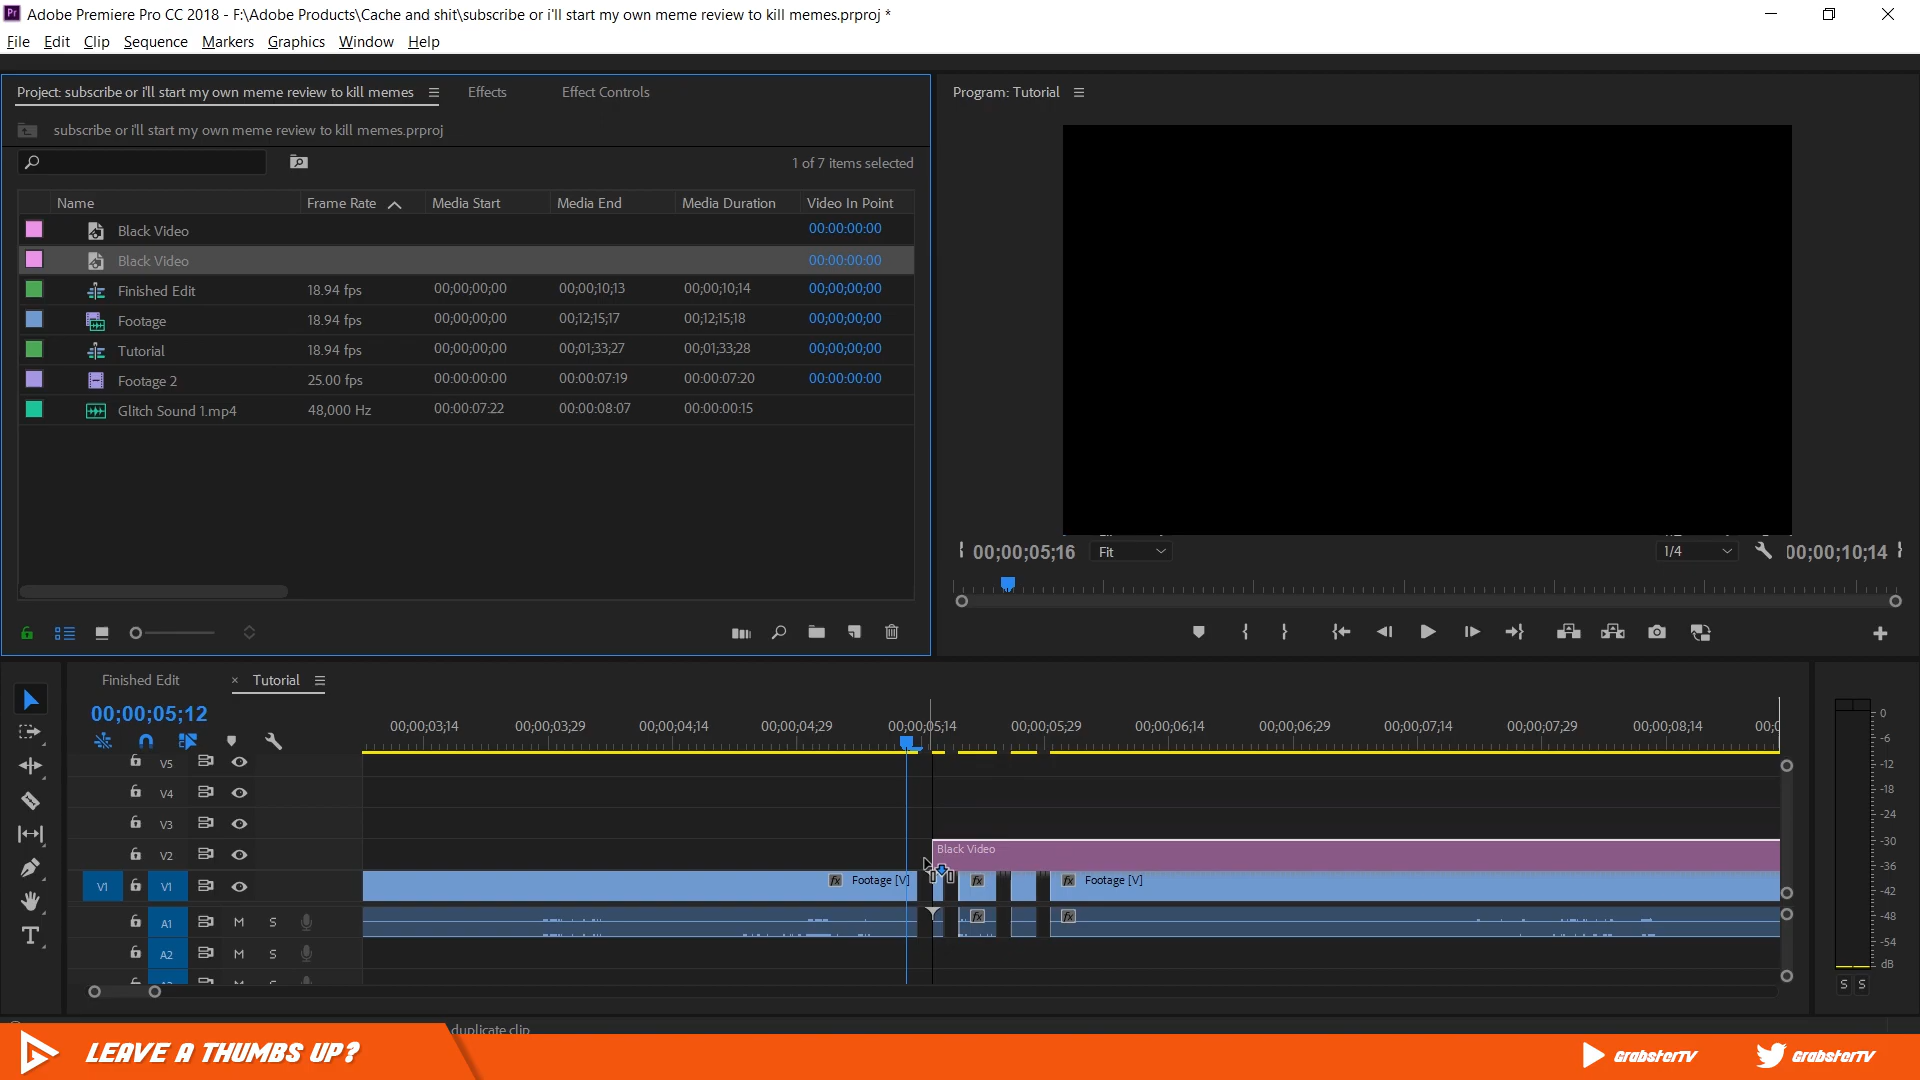 Adobe Premiere Pro CC 2018 - F:\Adobe Products\Cache and shit\subscribe or i'll start my own meme review to kill memes.prproj *
File Edit Clip Sequence Markers Graphics Window Help
Project: subscribe or i'll start my own meme review to kill memes Effects Effect Controls
Program: Tutorial
subscribe or i'll start my own meme review to kill memes.prproj
1 of 7 items selected
Name Frame Rate Media Start Media End Media Duration Video In Point
Black Video 00:00:00:00
Black Video 00:00:00:00
Finished Edit 18.94 fps 00;00;00;00 00;00;10;13 00;00;10;14 00;00;00;00
Footage 18.94 fps 00;00;00;00 00;12;15;17 00;12;15;18 00;00;00;00
Tutorial 18.94 fps 00;00;00;00 00;01;33;27 00;01;33;28 00;00;00;00
Footage 2 25.00 fps 00:00:00:00 00:00:07:19 00:00:07:20 00:00:00:00
Glitch Sound 1.mp4 48,000 Hz 00:00:07:22 00:00:08:07 00:00:00:15
00;00;05;16 Fit 1/4 00;00;10;14
Finished Edit × Tutorial
00;00;05;12
00;00;03;14 00;00;03;29 00;00;04;14 00;00;04;29 00;00;05;14 00;00;05;29 00;00;06;14 00;00;06;29 00;00;07;14 00;00;07;29 00;00;08;14 00;0
V5
V4
V3
V2 Black Video
V1 V1 fx Footage [V] fx fx Footage [V]
A1 M S fx fx
A2 M S
0
-6
-12
-18
-24
-30
-36
-42
-48
-54
dB
S S
duplicate clip
LEAVE A THUMBS UP?
GrabsterTV
GrabsterTV